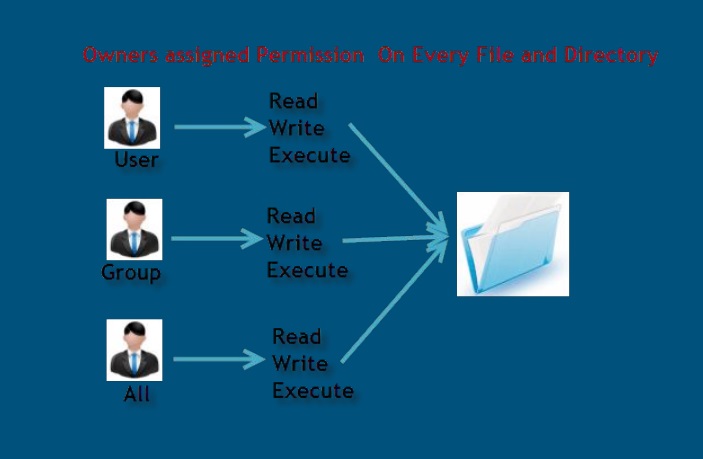 Owners assigned Permission On Every File and Directory
Read
Write
Execute
User
Read
Write
Execute
Group
Read
Write
Execute
All